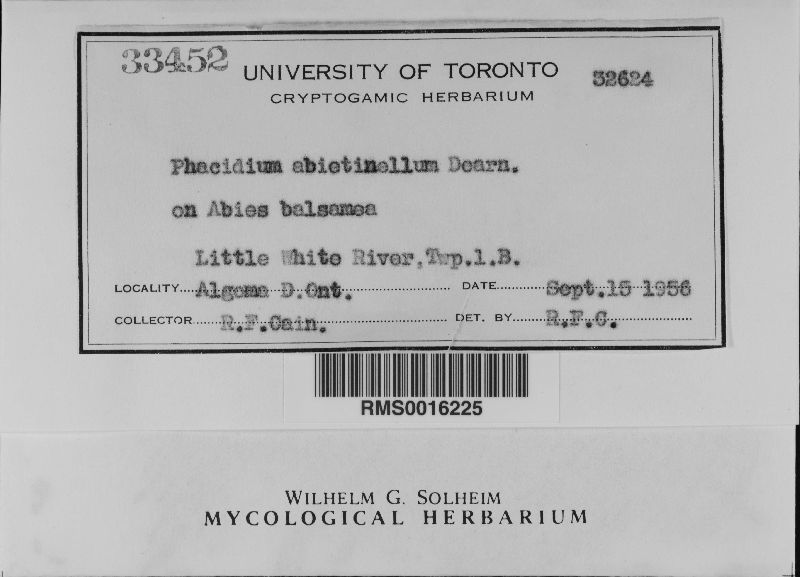 33452
UNIVERSITY OF TORONTO 32624
CRYPTOGAMIC HERBARIUM
Phacidium abietinellum Dearn.
on Abies balsamea
Little White River,Twp.1.B.
LOCALITY Algoma D.Ont. DATE Sept.15 1956
COLLECTOR R.F.Cain. DET. BY R.F.C.
RMS0016225
WILHELM G. SOLHEIM
MYCOLOGICAL HERBARIUM